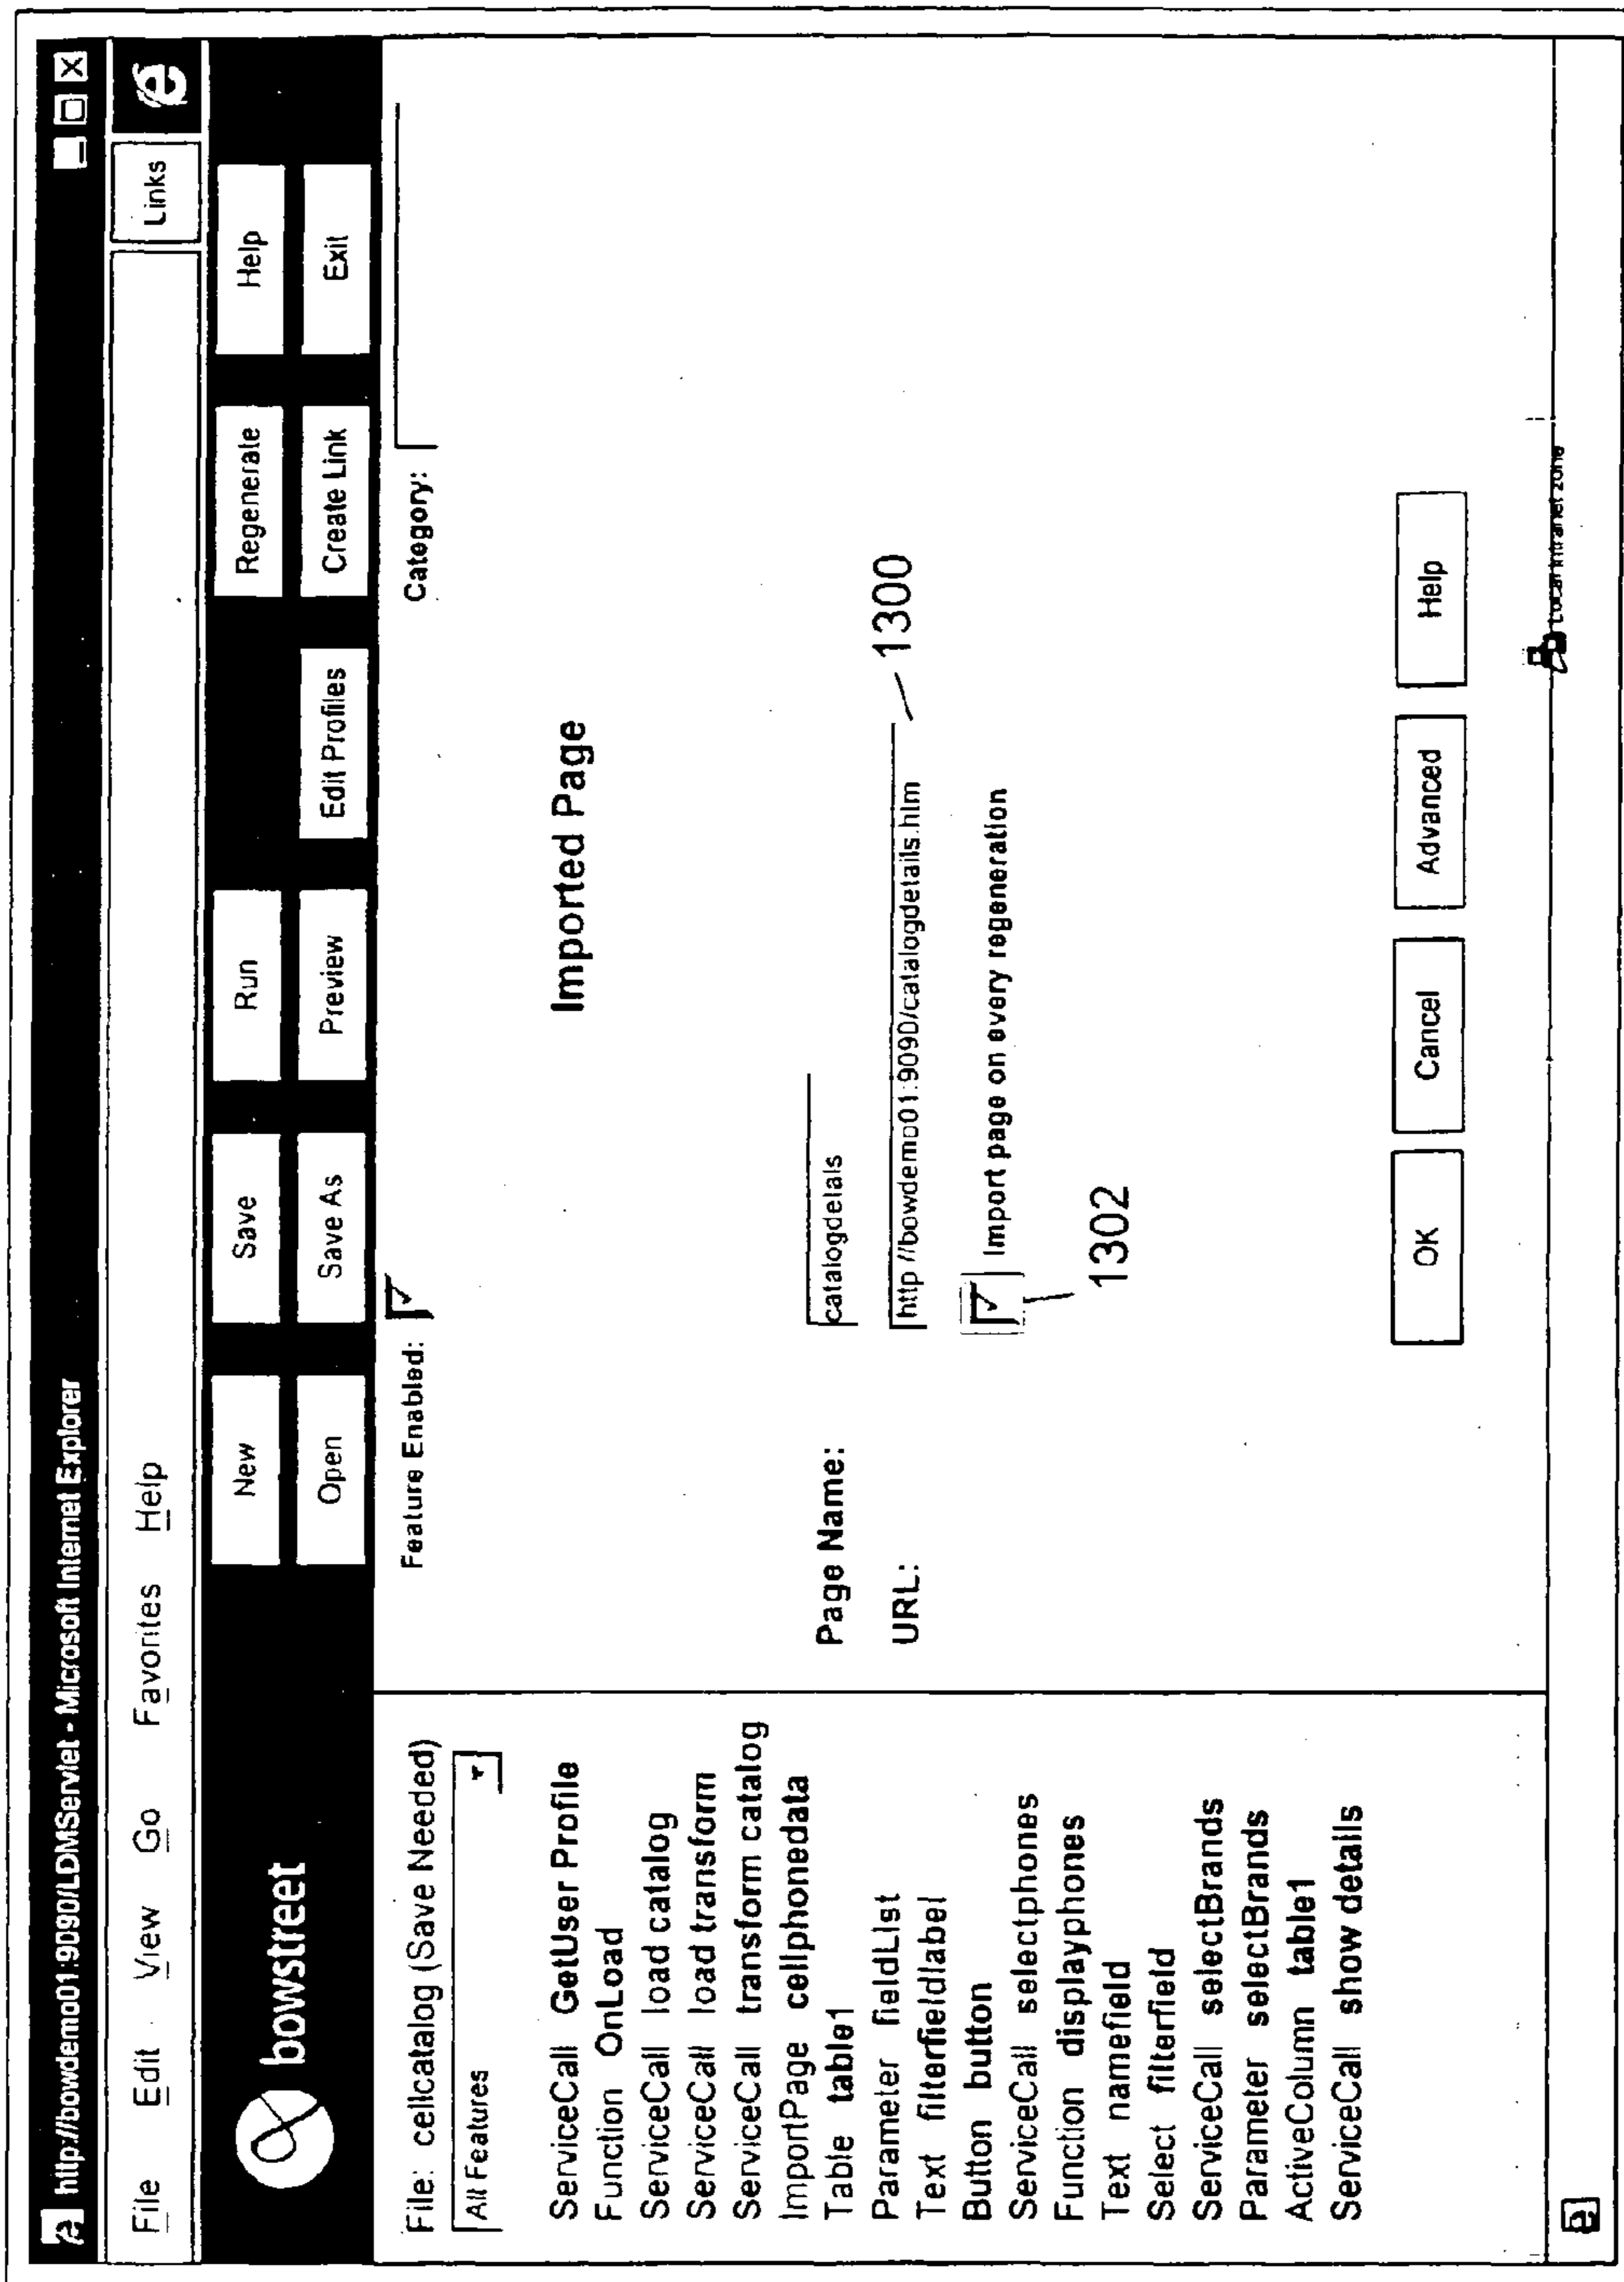 http://bowdemo01:9090/LDMServlet - Microsoft Internet Explorer
File Edit View Go Favorites Help
Links
bowstreet
New Save Run Regenerate Help
Open Save As Preview Edit Profiles Create Link Exit
File: cellcatalog (Save Needed)
Feature Enabled:
Category:
All Features
ServiceCall GetUser Profile
Function OnLoad
ServiceCall load catalog
ServiceCall load transform
ServiceCall transform catalog
ImportPage cellphonedata
Table table1
Parameter fieldList
Text filterfieldlabel
Button button
ServiceCall selectphones
Function displayphones
Text namefield
Select filterfield
ServiceCall selectBrands
Parameter selectBrands
ActiveColumn table1
ServiceCall show details
Imported Page
Page Name: catalogdelals
URL: http //bowdemo01:9090/catalogdetails.hlm
1300
Import page on every regeneration
1302
OK Cancel Advanced Help
Local intranet zone